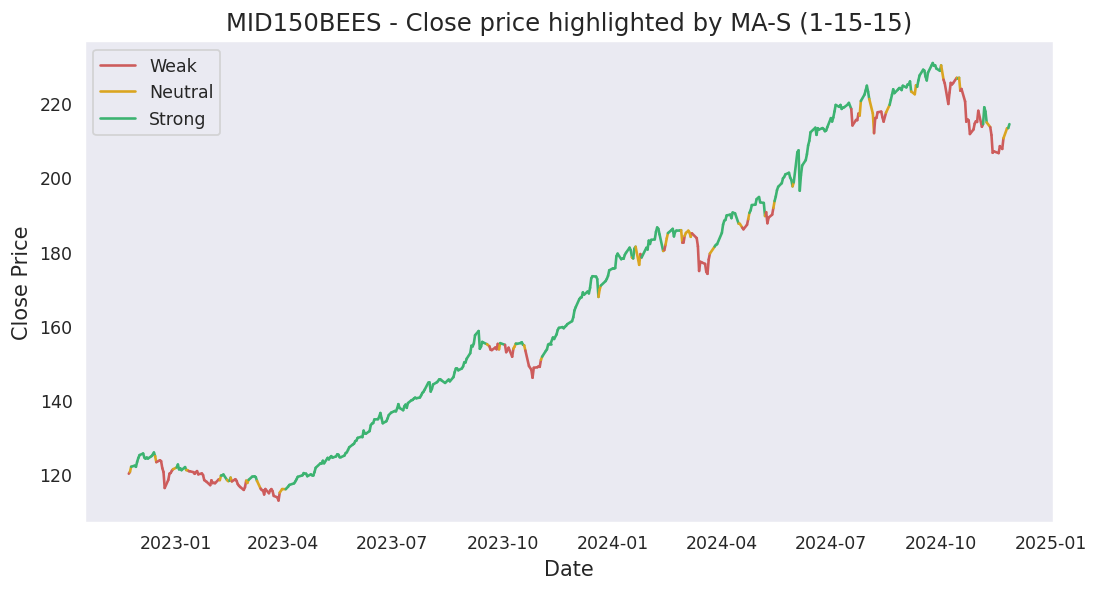 MID150BEES - Close price highlighted by MA-S (1-15-15)
Weak
Neutral
Strong
Close Price
220
200
180
160
140
120
2023-01 2023-04 2023-07 2023-10 2024-01 2024-04 2024-07 2024-10 2025-01
Date